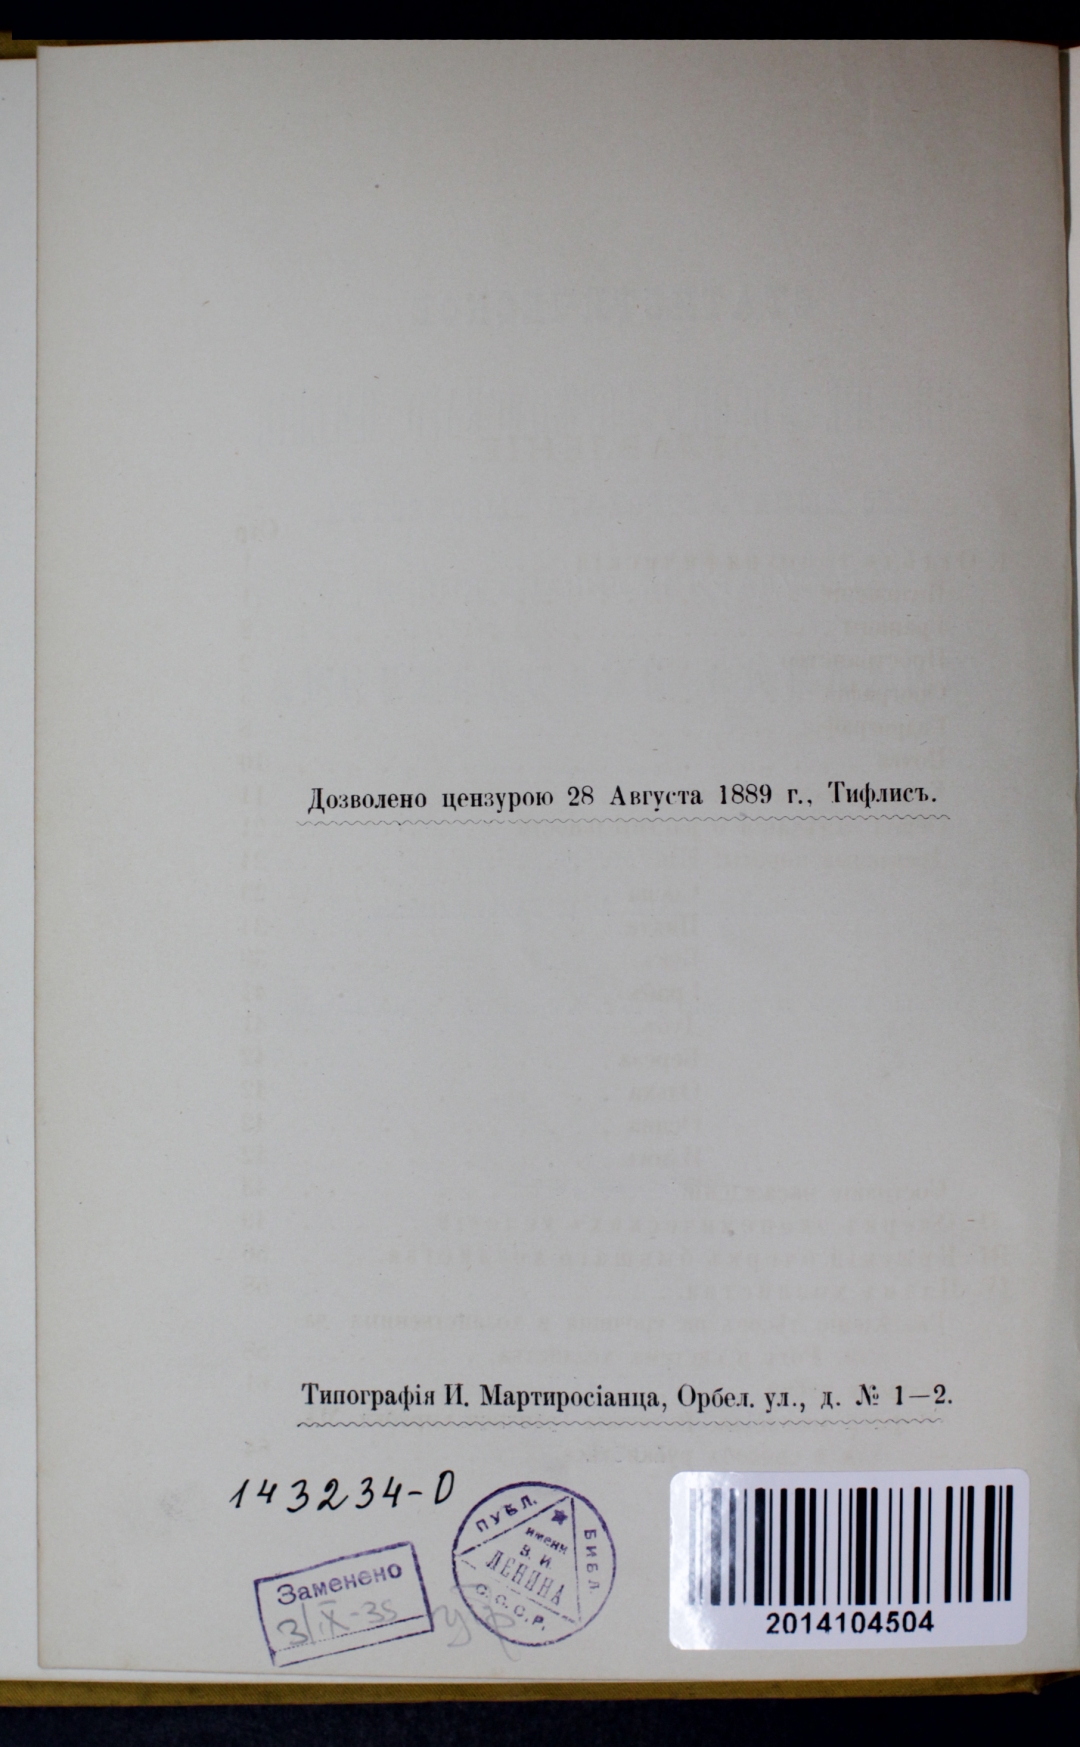 Дозволено цензурою 28 Августа 1889 г., Тифлисъ.
Типографія И. Мартиросіанца, Орбел. ул., д. № 1—2.
143234-О
Заменено
3/IX-35
ПУБЛ. БИБЛ.
имени
В. И.
ЛЕНИНА
С.С.С.Р.
2014104504